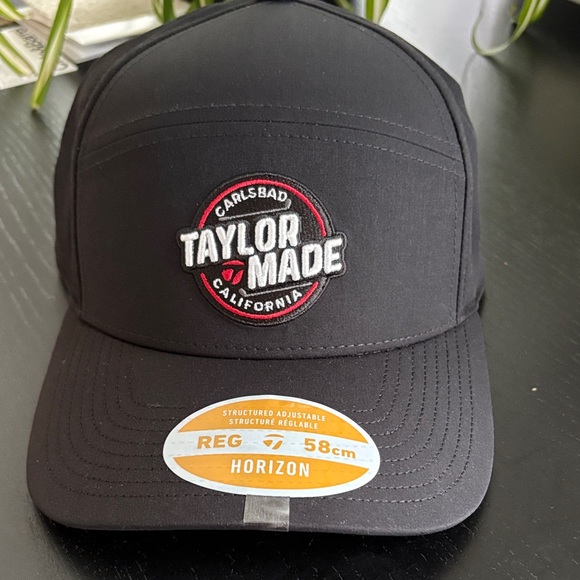 CARLSBAD
TAYLOR
MADE
CALIFORNIA
STRUCTURED ADJUSTABLE
STRUCTURE RÉGLABLE
REG 58cm
HORIZON